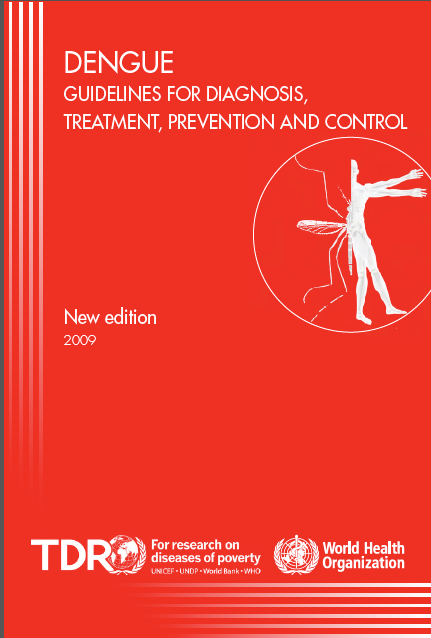 DENGUE
GUIDELINES FOR DIAGNOSIS,
TREATMENT, PREVENTION AND CONTROL
New edition
2009
TDR
For research on
diseases of poverty
UNICEF • UNDP • World Bank • WHO
World Health
Organization